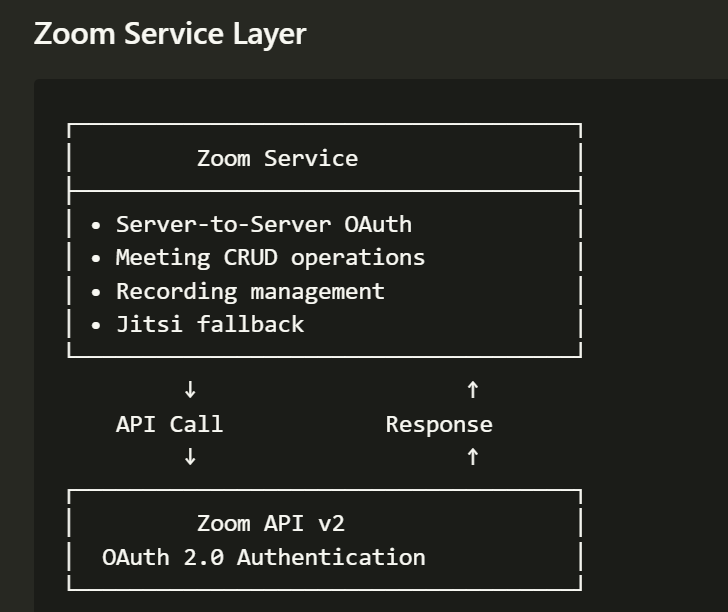 Zoom Service Layer
Zoom Service
• Server-to-Server OAuth
• Meeting CRUD operations
• Recording management
• Jitsi fallback
↓ ↑
API Call Response
↓ ↑
Zoom API v2
OAuth 2.0 Authentication